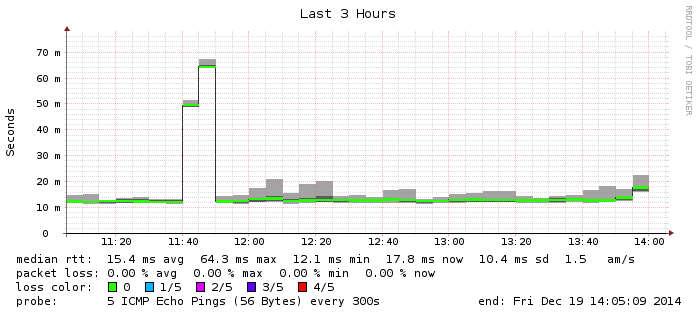 Last 3 Hours
RRDTOOL / TOBI OETIKER
Seconds
70 m
60 m
50 m
40 m
30 m
20 m
10 m
0
11:20 11:40 12:00 12:20 12:40 13:00 13:20 13:40 14:00
median rtt: 15.4 ms avg 64.3 ms max 12.1 ms min 17.8 ms now 10.4 ms sd 1.5 am/s
packet loss: 0.00 % avg 0.00 % max 0.00 % min 0.00 % now
loss color: 0 1/5 2/5 3/5 4/5
probe: 5 ICMP Echo Pings (56 Bytes) every 300s end: Fri Dec 19 14:05:09 2014